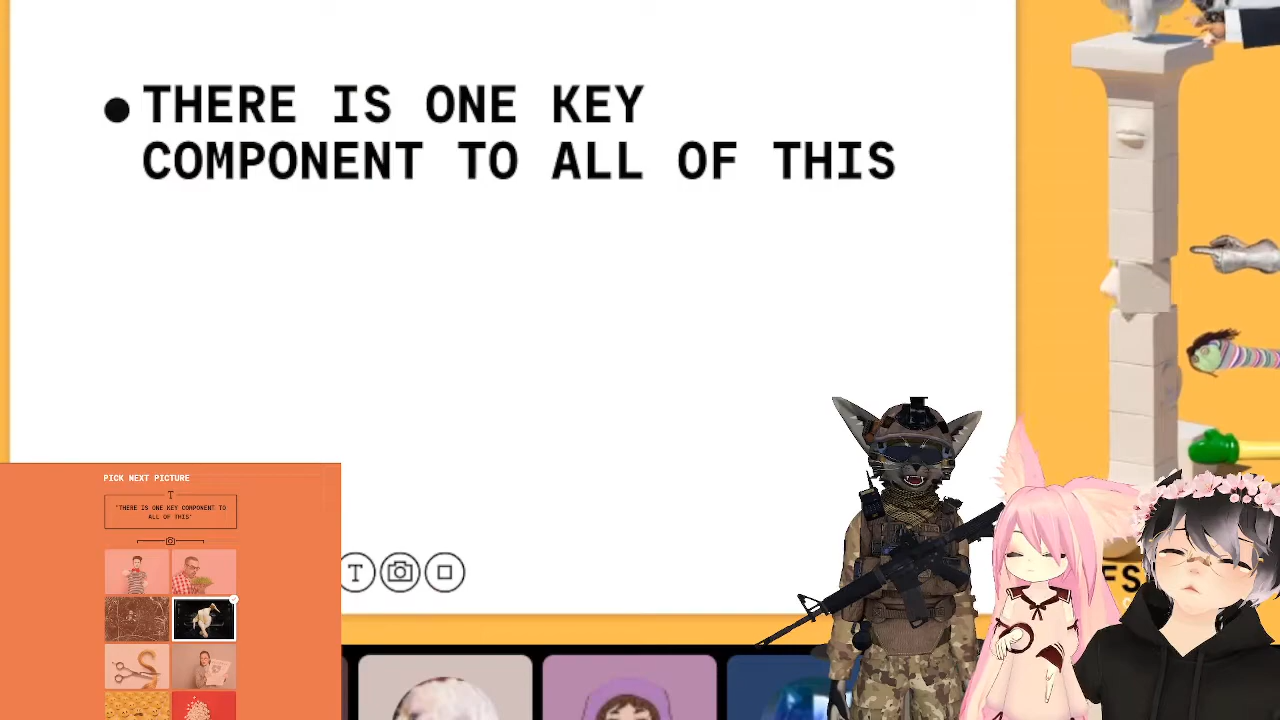 THERE IS ONE KEY
COMPONENT TO ALL OF THIS
PICK NEXT PICTURE
T
"THERE IS ONE KEY COMPONENT TO
ALL OF THIS"
T
FS